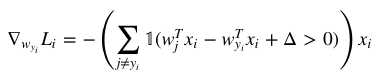 ∇_{w_{y_i}} L_i = − ( ∑_{j≠y_i} 𝟙(w_j^T x_i − w_{y_i}^T x_i + Δ > 0) ) x_i